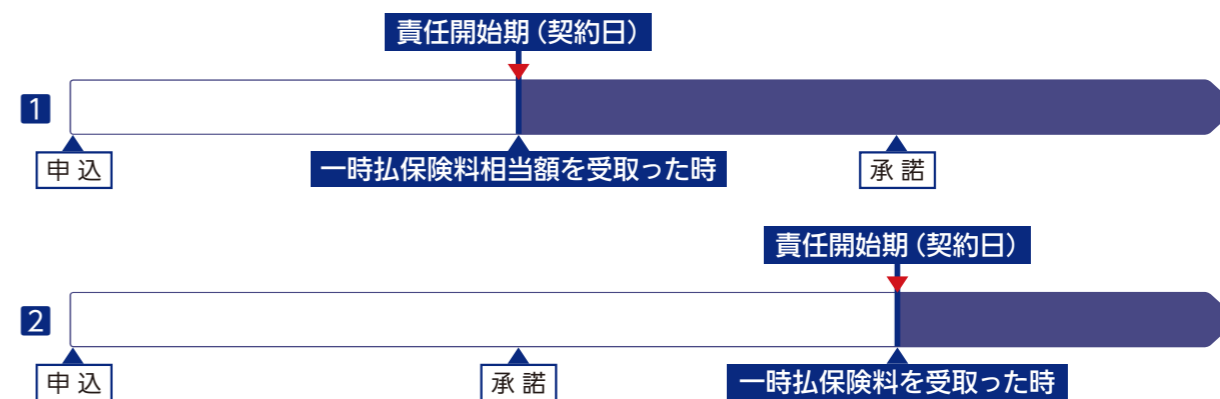 責任開始期（契約日）
1
申込
一時払保険料相当額を受取った時
承諾
責任開始期（契約日）
2
申込
承諾
一時払保険料を受取った時